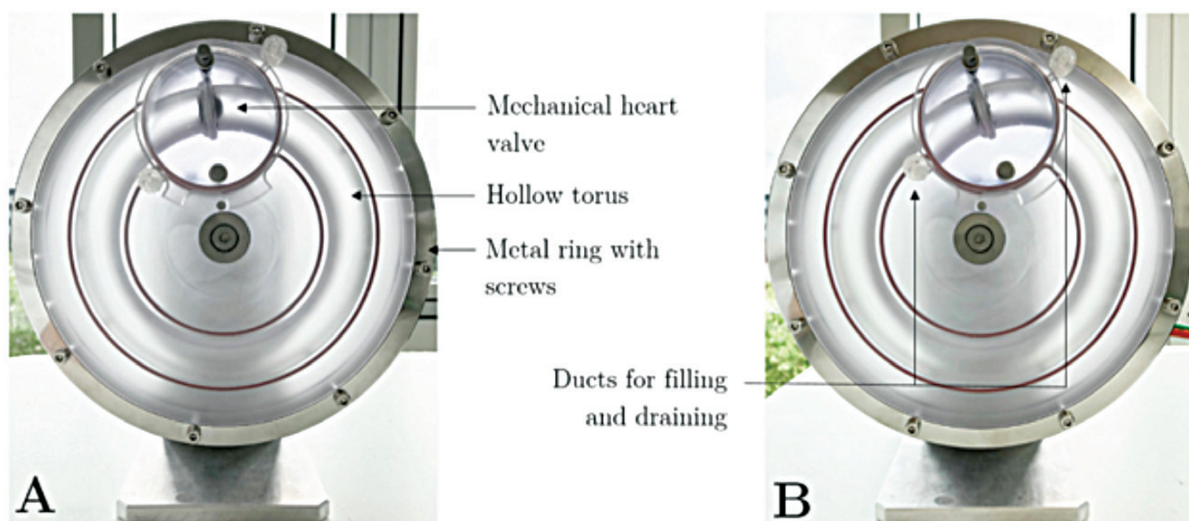 Mechanical heart
valve
Hollow torus
Metal ring with
screws
Ducts for filling
and draining
A
B